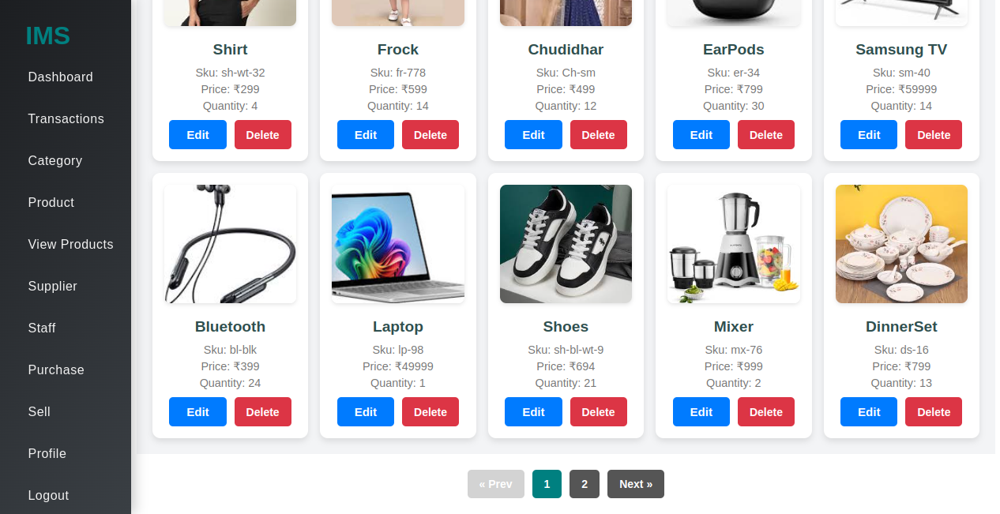 IMS
Dashboard
Transactions
Category
Product
View Products
Supplier
Staff
Purchase
Sell
Profile
Logout
Shirt
Sku: sh-wt-32
Price: ₹299
Quantity: 4
Edit Delete
Frock
Sku: fr-778
Price: ₹599
Quantity: 14
Edit Delete
Chudidhar
Sku: Ch-sm
Price: ₹499
Quantity: 12
Edit Delete
EarPods
Sku: er-34
Price: ₹799
Quantity: 30
Edit Delete
Samsung TV
Sku: sm-40
Price: ₹59999
Quantity: 14
Edit Delete
Bluetooth
Sku: bl-blk
Price: ₹399
Quantity: 24
Edit Delete
Laptop
Sku: lp-98
Price: ₹49999
Quantity: 1
Edit Delete
Shoes
Sku: sh-bl-wt-9
Price: ₹694
Quantity: 21
Edit Delete
Mixer
Sku: mx-76
Price: ₹999
Quantity: 2
Edit Delete
DinnerSet
Sku: ds-16
Price: ₹799
Quantity: 13
Edit Delete
« Prev 1 2 Next »